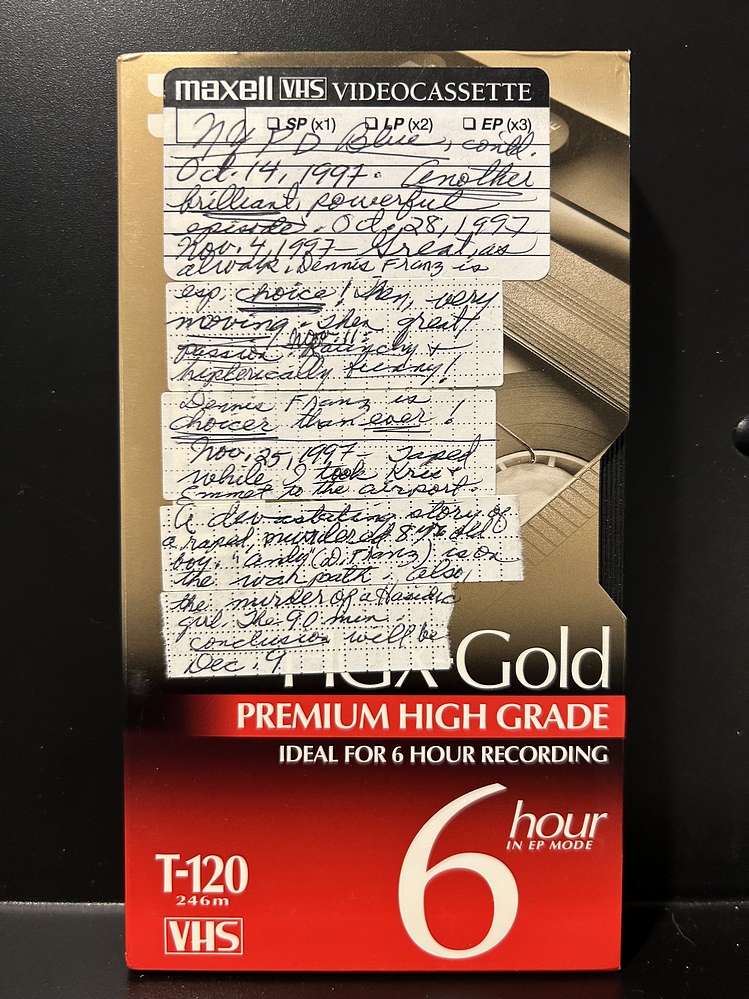 maxell VHS VIDEOCASSETTE
SP (x1) LP (x2) EP (x3)
NYPD Blue, contd.
Oct. 14, 1997. Another
brilliant, powerful
episode. Oct. 28, 1997
Nov. 4, 1997 - Great, as
always. Dennis Franz is
esp. choice! Then, very
moving. Then great
passion. Raunchy +
hysterically funny!
Dennis Franz is
choicer than ever!
Nov. 25, 1997 - Taped
while I took Kris +
Emmet to the airport.
A devastating story of
a raped, murdered 8 yr old
boy. "Andy" (D. Franz) is on
the war path. Also,
the murder of a Hasidic
girl. The 90 min.
conclusion will be
Dec. 9
HGX-Gold
PREMIUM HIGH GRADE
IDEAL FOR 6 HOUR RECORDING
6 hour
IN EP MODE
T-120
246m
VHS